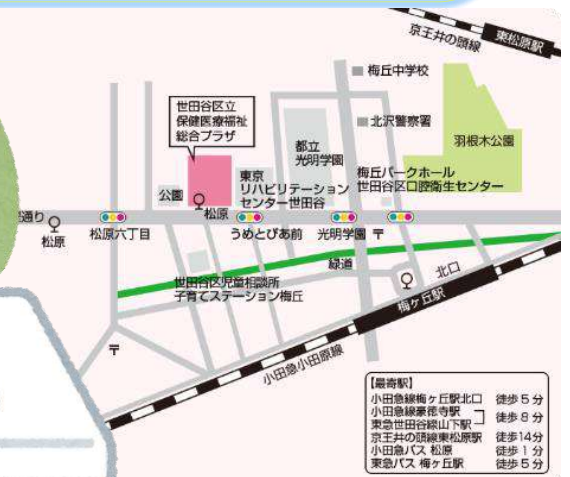 京王井の頭線
東松原駅
梅丘中学校
世田谷区立
保健医療福祉
総合プラザ
北沢警察署
羽根木公園
都立
光明学園
梅丘パークホール
世田谷区口腔衛生センター
東京
リハビリテーション
センター世田谷
公園
松原
通り
松原
松原六丁目
うめとぴあ前
光明学園
〒
緑道
北口
世田谷区児童相談所
子育てステーション梅丘
梅ヶ丘駅
〒
小田急小田原線
【最寄駅】
小田急線梅ヶ丘駅北口 徒歩5分
小田急線豪徳寺駅
東急世田谷線山下駅 徒歩8分
京王井の頭線東松原駅 徒歩14分
小田急バス 松原 徒歩1分
東急バス 梅ヶ丘駅 徒歩5分